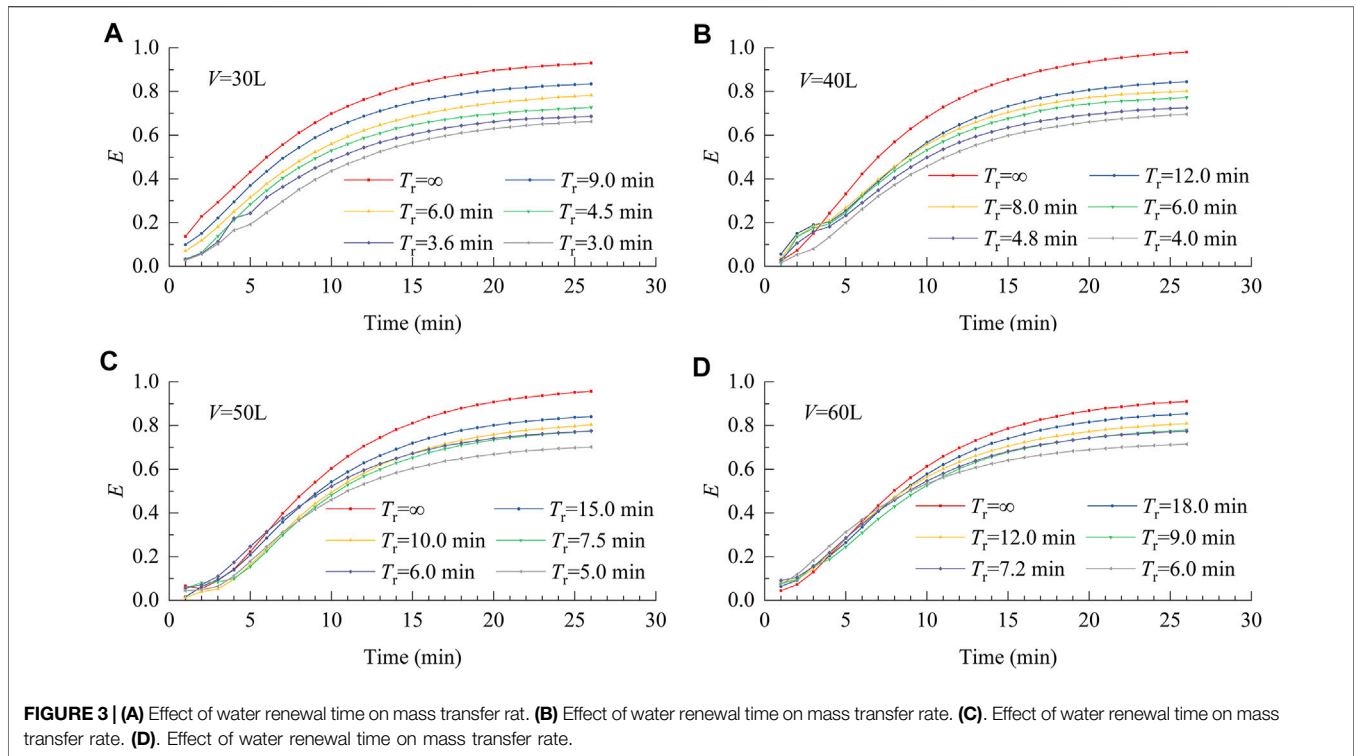 A
V=30L
1.0
0.8
0.6
0.4
0.2
0.0
E
Tr=∞
Tr=9.0 min
Tr=6.0 min
Tr=4.5 min
Tr=3.6 min
Tr=3.0 min
0 5 10 15 20 25 30
Time (min)
B
V=40L
1.0
0.8
0.6
0.4
0.2
0.0
E
Tr=∞
Tr=12.0 min
Tr=8.0 min
Tr=6.0 min
Tr=4.8 min
Tr=4.0 min
0 5 10 15 20 25 30
Time (min)
C
V=50L
1.0
0.8
0.6
0.4
0.2
0.0
E
Tr=∞
Tr=15.0 min
Tr=10.0 min
Tr=7.5 min
Tr=6.0 min
Tr=5.0 min
0 5 10 15 20 25 30
Time (min)
D
V=60L
1.0
0.8
0.6
0.4
0.2
0.0
E
Tr=∞
Tr=18.0 min
Tr=12.0 min
Tr=9.0 min
Tr=7.2 min
Tr=6.0 min
0 5 10 15 20 25 30
Time (min)
FIGURE 3 | (A) Effect of water renewal time on mass transfer rat. (B) Effect of water renewal time on mass transfer rate. (C). Effect of water renewal time on mass
transfer rate. (D). Effect of water renewal time on mass transfer rate.